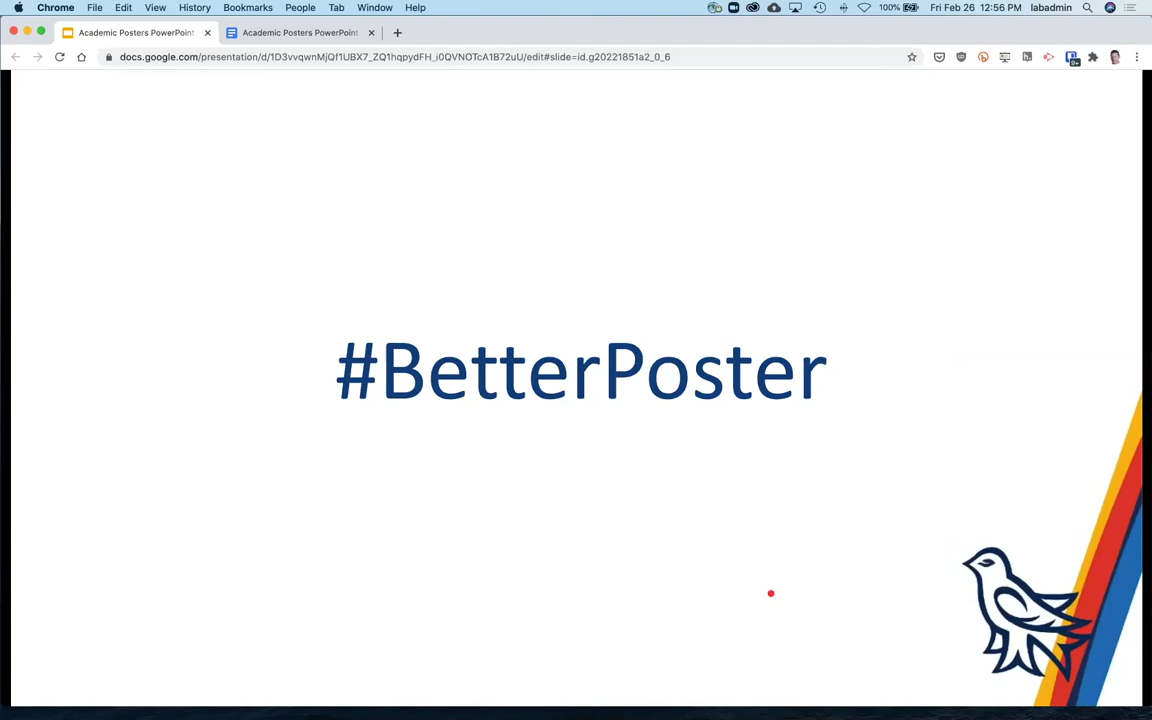 Chrome File Edit View History Bookmarks People Tab Window Help 100% Fri Feb 26 12:56 PM labadmin
Academic Posters PowerPoint Academic Posters PowerPoint
docs.google.com/presentation/d/1D3vvqwnMjQf1UBX7_ZQ1hqpydFH_i0QVNOTcA1B72uU/edit#slide=id.g20221851a2_0_6
#BetterPoster